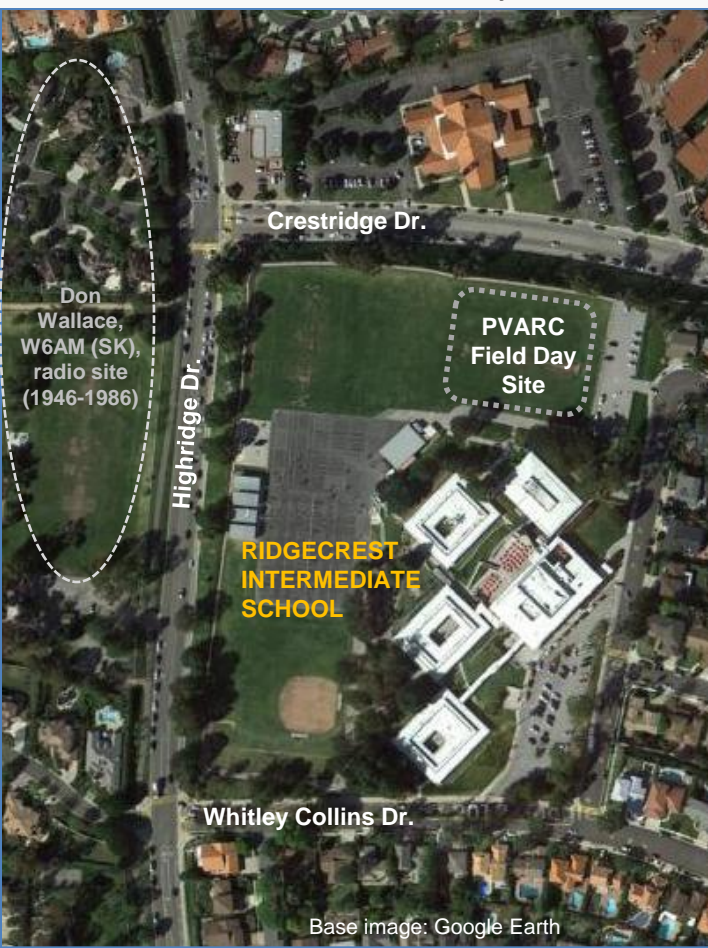 Crestridge Dr.
Don
Wallace,
W6AM (SK),
radio site
(1946-1986)
PVARC
Field Day
Site
Highridge Dr.
RIDGECREST
INTERMEDIATE
SCHOOL
Whitley Collins Dr.
Base image: Google Earth